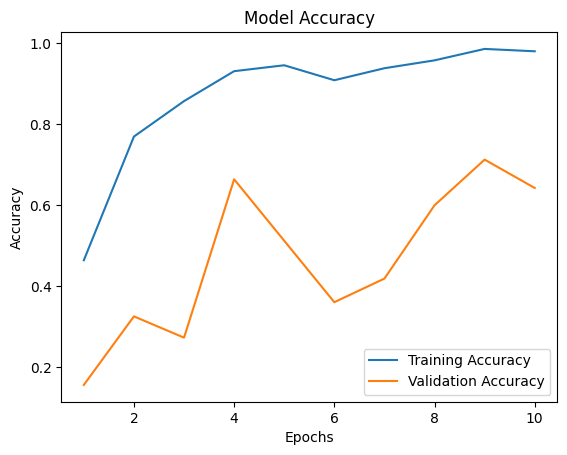 Model Accuracy
1.0
0.8
0.6
0.4
0.2
Accuracy
Training Accuracy
Validation Accuracy
2 4 6 8 10
Epochs